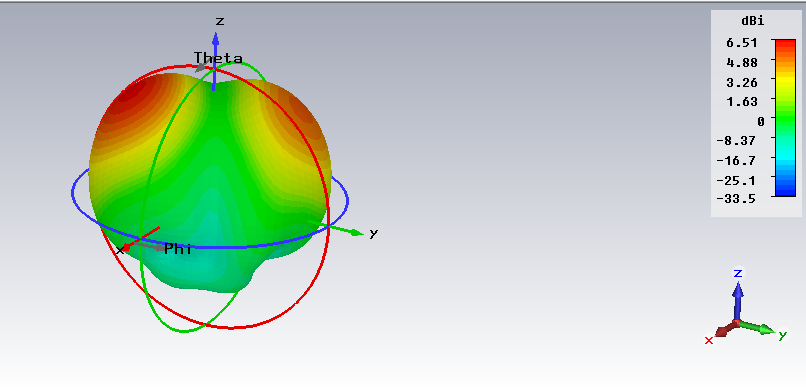 z
Theta
y
x
Phi
dBi
6.51
4.88
3.26
1.63
0
-8.37
-16.7
-25.1
-33.5
z
y
x